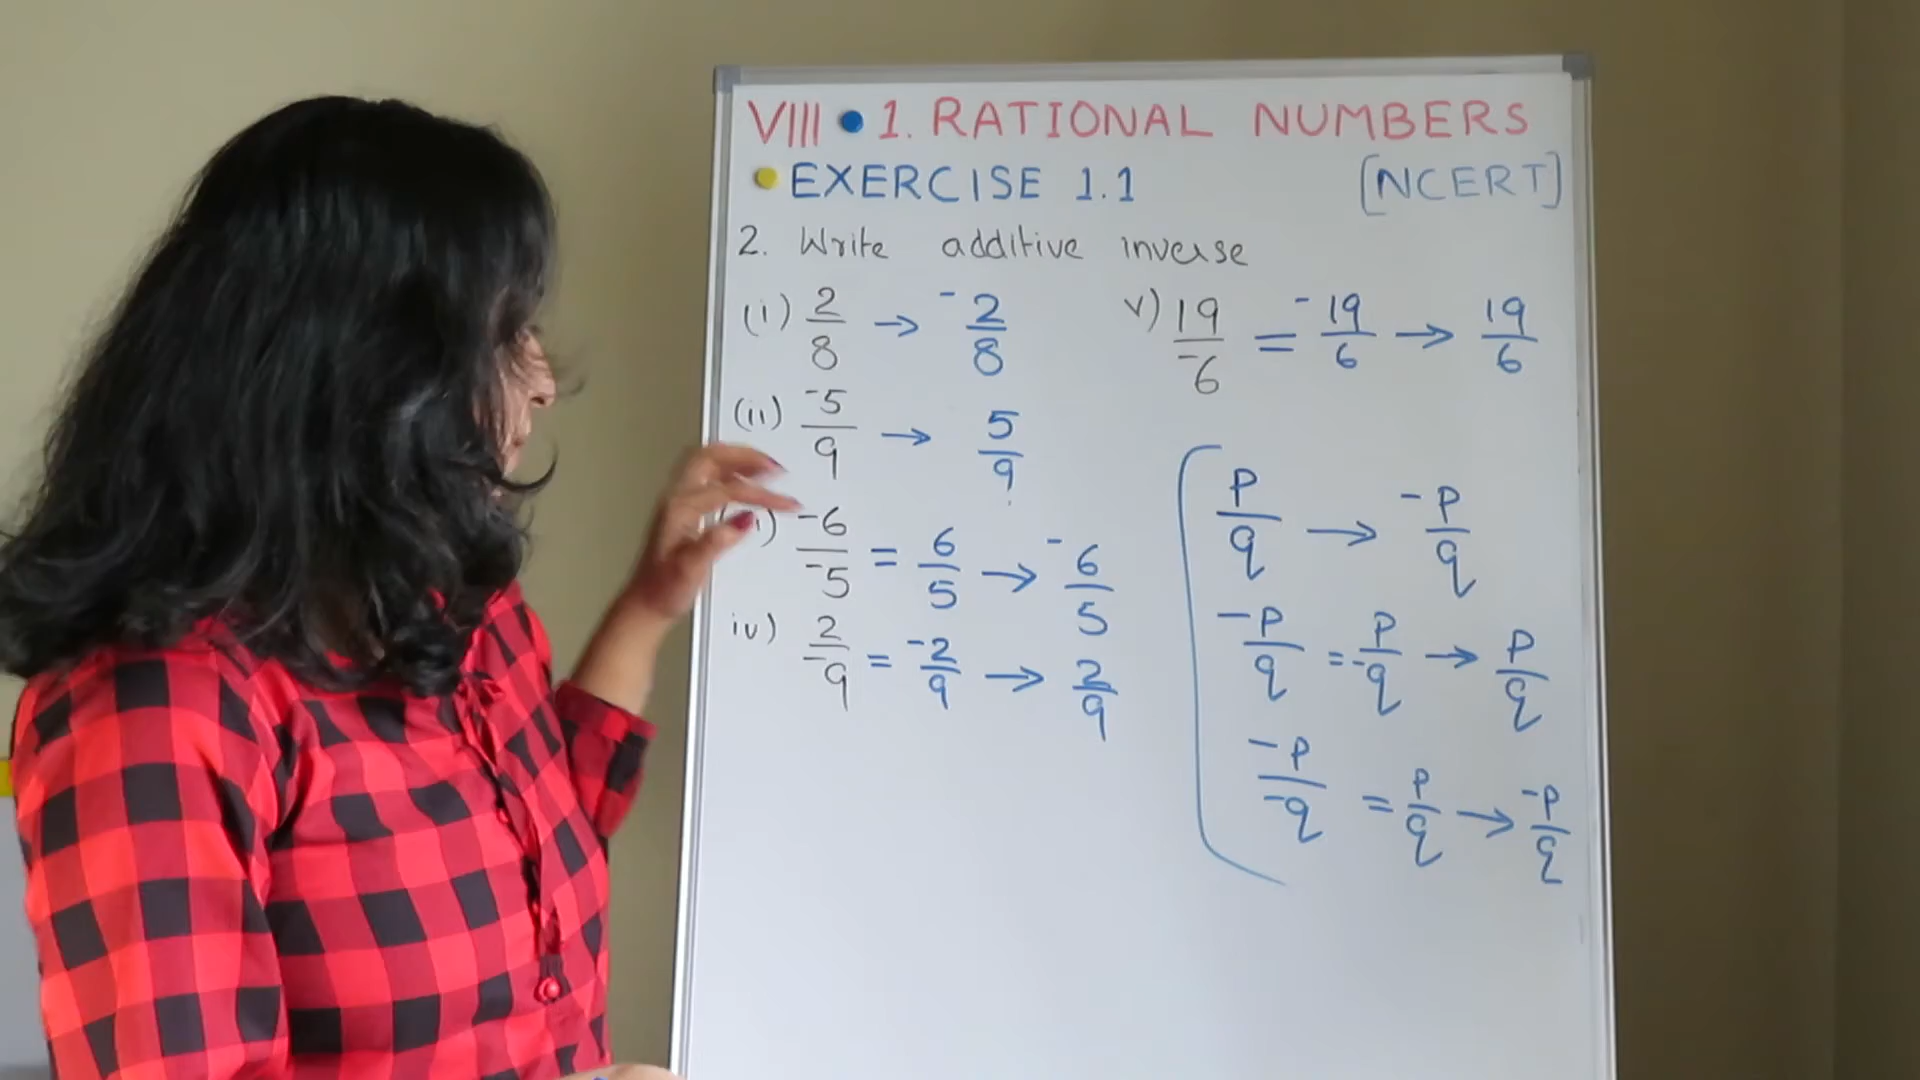 VIII • 1. RATIONAL NUMBERS
• EXERCISE 1.1 [NCERT]
2. Write additive inverse
(i) 2/8 → -2/8
(ii) -5/9 → 5/9
-6/-5 = 6/5 → -6/5
iv) 2/-9 = -2/9 → 2/9
v) 19/-6 = -19/6 → 19/6
P/q → -P/q
-P/q = P/-q → P/q
-P/-q = P/q → -P/q